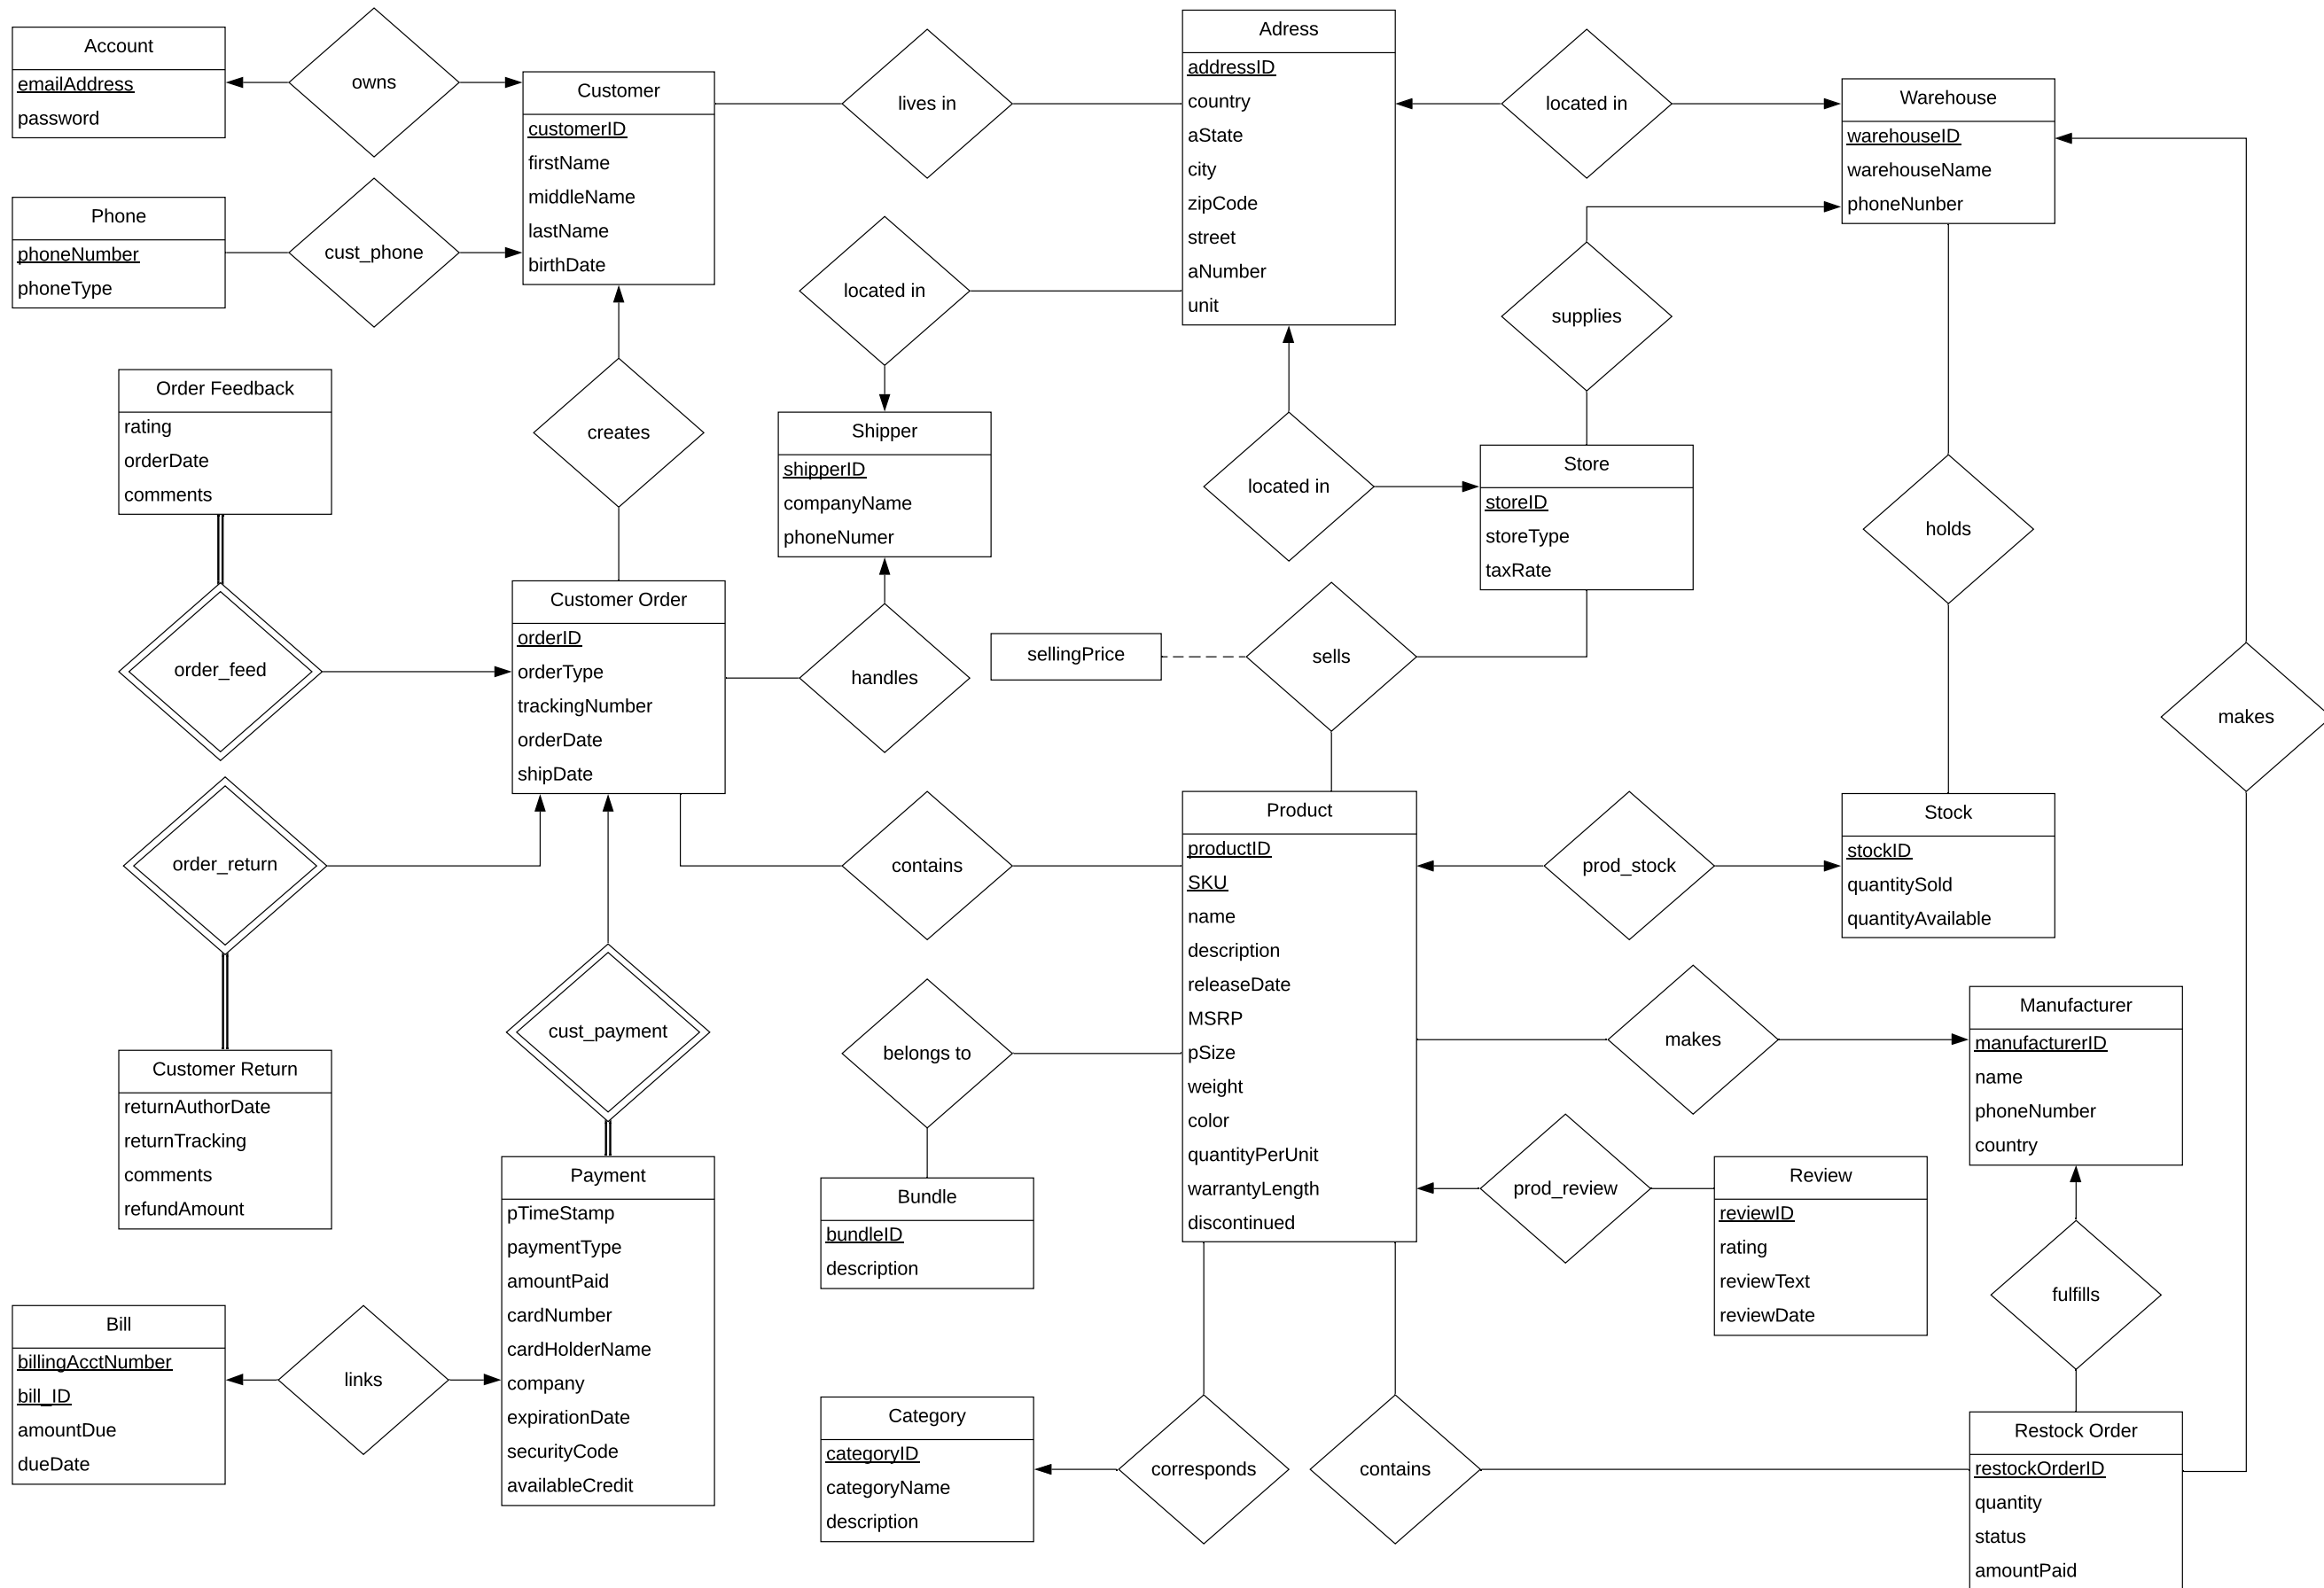 Account
emailAddress
password
owns
Customer
customerID
firstName
middleName
lastName
birthDate
lives in
Adress
addressID
country
aState
city
zipCode
street
aNumber
unit
located in
Warehouse
warehouseID
warehouseName
phoneNunber
Phone
phoneNumber
phoneType
cust_phone
located in
supplies
Order Feedback
rating
orderDate
comments
creates
Shipper
shipperID
companyName
phoneNumer
located in
Store
storeID
storeType
taxRate
holds
order_feed
Customer Order
orderID
orderType
trackingNumber
orderDate
shipDate
handles
sellingPrice
sells
makes
order_return
contains
Product
productID
SKU
name
description
releaseDate
MSRP
pSize
weight
color
quantityPerUnit
warrantyLength
discontinued
prod_stock
Stock
stockID
quantitySold
quantityAvailable
cust_payment
belongs to
makes
Manufacturer
manufacturerID
name
phoneNumber
country
Customer Return
returnAuthorDate
returnTracking
comments
refundAmount
Payment
pTimeStamp
paymentType
amountPaid
cardNumber
cardHolderName
company
expirationDate
securityCode
availableCredit
Bundle
bundleID
description
prod_review
Review
reviewID
rating
reviewText
reviewDate
fulfills
Bill
billingAcctNumber
bill_ID
amountDue
dueDate
links
Category
categoryID
categoryName
description
corresponds
contains
Restock Order
restockOrderID
quantity
status
amountPaid